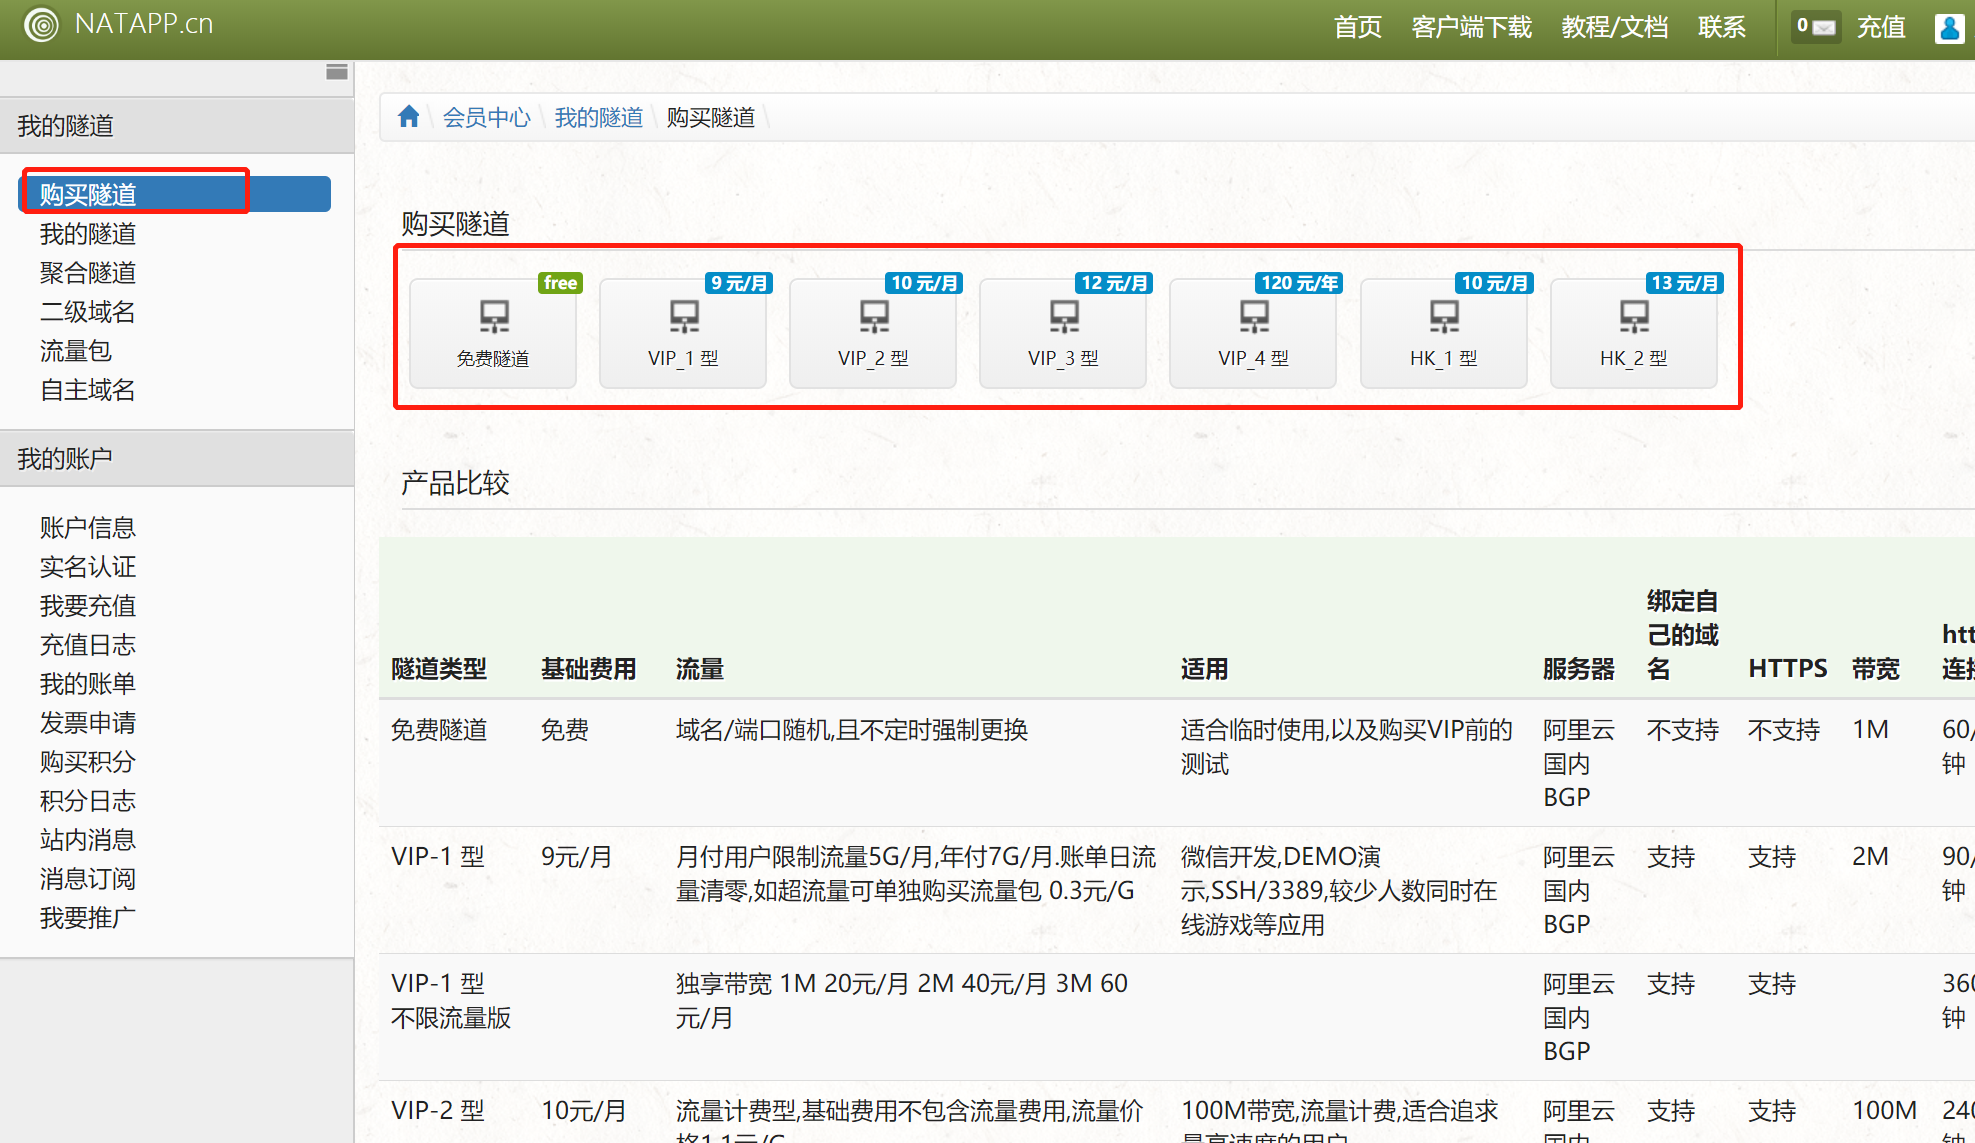 NATAPP.cn
首页
客户端下载
教程/文档
联系
0
充值
我的隧道
购买隧道
我的隧道
聚合隧道
二级域名
流量包
自主域名
我的账户
账户信息
实名认证
我要充值
充值日志
我的账单
发票申请
购买积分
积分日志
站内消息
消息订阅
我要推广
会员中心 \ 我的隧道 \ 购买隧道 \
购买隧道
free
免费隧道
9 元/月
VIP_1 型
10 元/月
VIP_2 型
12 元/月
VIP_3 型
120 元/年
VIP_4 型
10 元/月
HK_1 型
13 元/月
HK_2 型
产品比较
隧道类型
基础费用
流量
适用
服务器
绑定自
己的域
名
HTTPS
带宽
免费隧道
免费
域名/端口随机,且不定时强制更换
适合临时使用,以及购买VIP前的
测试
阿里云
国内
BGP
不支持
不支持
1M
60/
钟
VIP-1 型
9元/月
月付用户限制流量5G/月,年付7G/月.账单日流
量清零,如超流量可单独购买流量包 0.3元/G
微信开发,DEMO演
示,SSH/3389,较少人数同时在
线游戏等应用
阿里云
国内
BGP
支持
支持
2M
90/
钟
VIP-1 型
不限流量版
独享带宽 1M 20元/月 2M 40元/月 3M 60
元/月
阿里云
国内
BGP
支持
支持
360
钟
VIP-2 型
10元/月
流量计费型,基础费用不包含流量费用,流量价
100M带宽,流量计费,适合追求
阿里云
支持
支持
100M
240